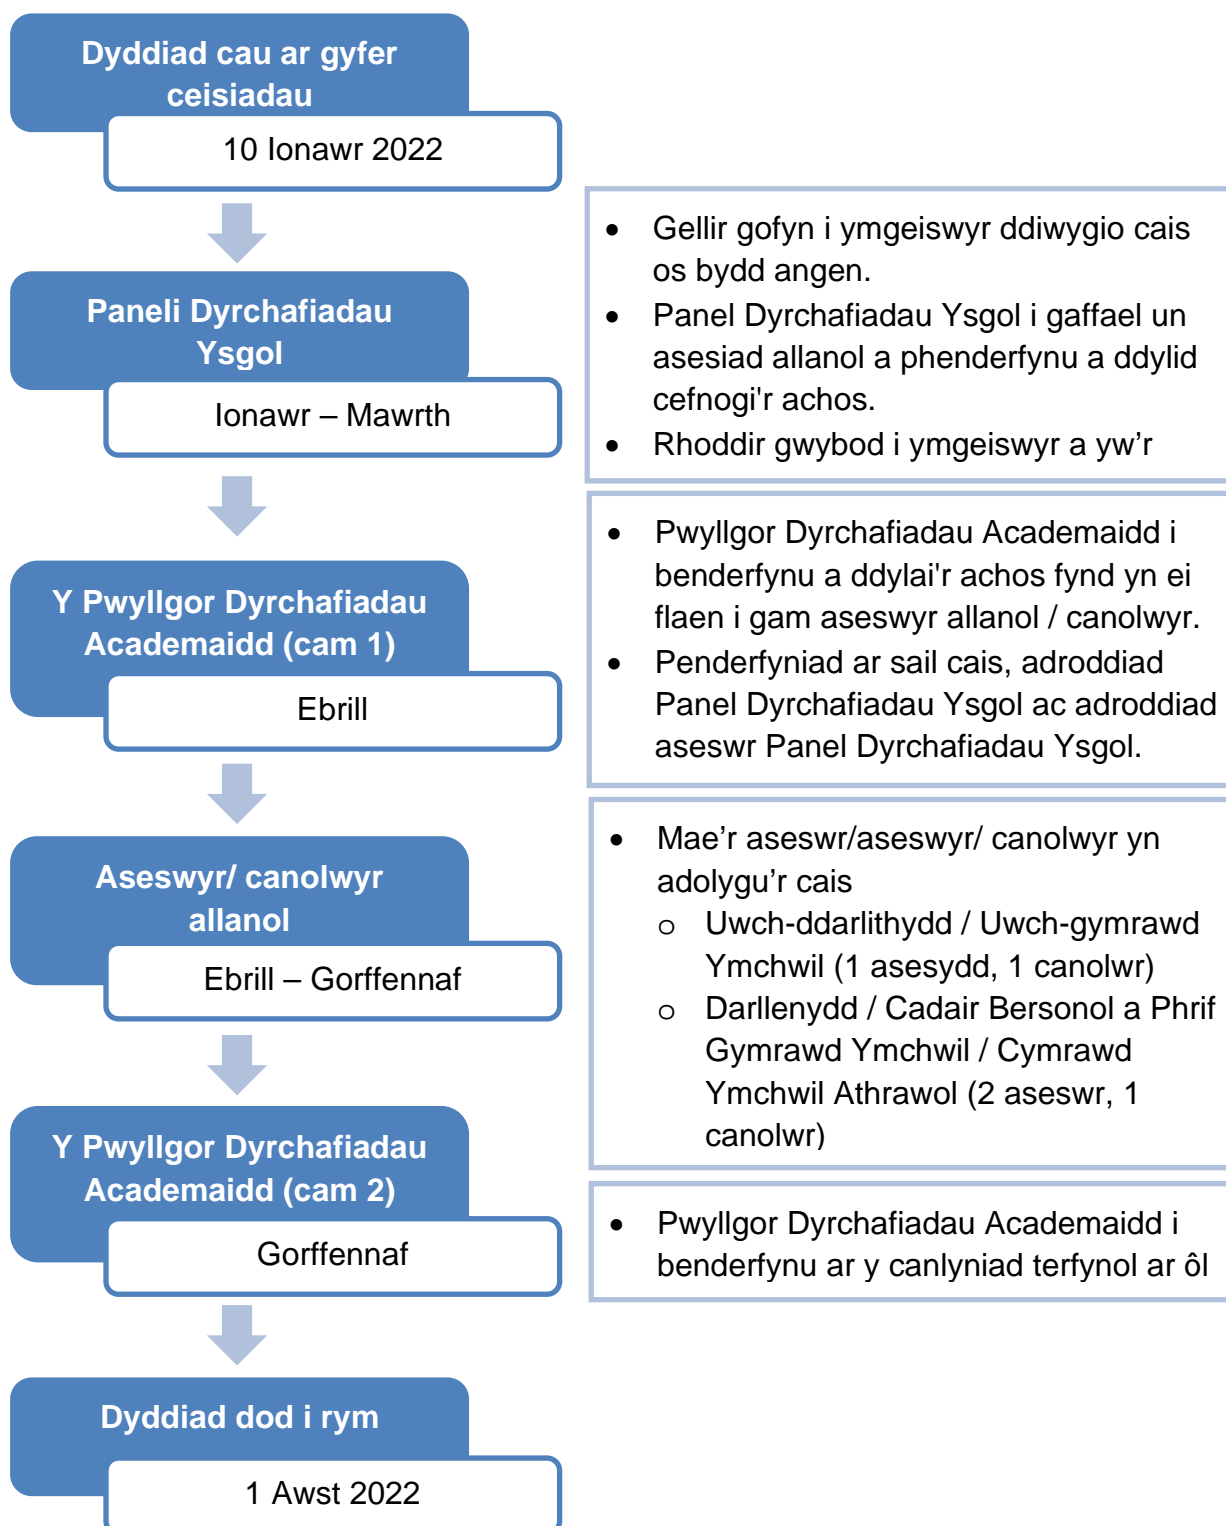 Dyddiad cau ar gyfer
ceisiadau
10 Ionawr 2022
Paneli Dyrchafiadau
Ysgol
Ionawr – Mawrth
• Gellir gofyn i ymgeiswyr ddiwygio cais
os bydd angen.
• Panel Dyrchafiadau Ysgol i gaffael un
asesiad allanol a phenderfynu a ddylid
cefnogi'r achos.
• Rhoddir gwybod i ymgeiswyr a yw’r
Y Pwyllgor Dyrchafiadau
Academaidd (cam 1)
Ebrill
• Pwyllgor Dyrchafiadau Academaidd i
benderfynu a ddylai'r achos fynd yn ei
flaen i gam aseswyr allanol / canolwyr.
• Penderfyniad ar sail cais, adroddiad
Panel Dyrchafiadau Ysgol ac adroddiad
aseswr Panel Dyrchafiadau Ysgol.
Aseswyr/ canolwyr
allanol
Ebrill – Gorffennaf
• Mae’r aseswr/aseswyr/ canolwyr yn
adolygu’r cais
o Uwch-ddarlithydd / Uwch-gymrawd
Ymchwil (1 asesydd, 1 canolwr)
o Darllenydd / Cadair Bersonol a Phrif
Gymrawd Ymchwil / Cymrawd
Ymchwil Athrawol (2 aseswr, 1
canolwr)
Y Pwyllgor Dyrchafiadau
Academaidd (cam 2)
Gorffennaf
• Pwyllgor Dyrchafiadau Academaidd i
benderfynu ar y canlyniad terfynol ar ôl
Dyddiad dod i rym
1 Awst 2022